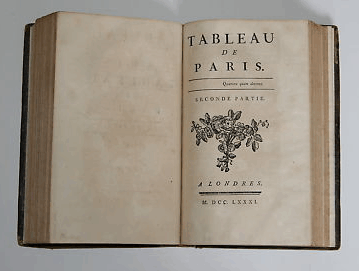 TABLEAU
DE
PARIS.
Quærens quem devoret.
SECONDE PARTIE.
A LONDRES.
M. DCC. LXXXI.